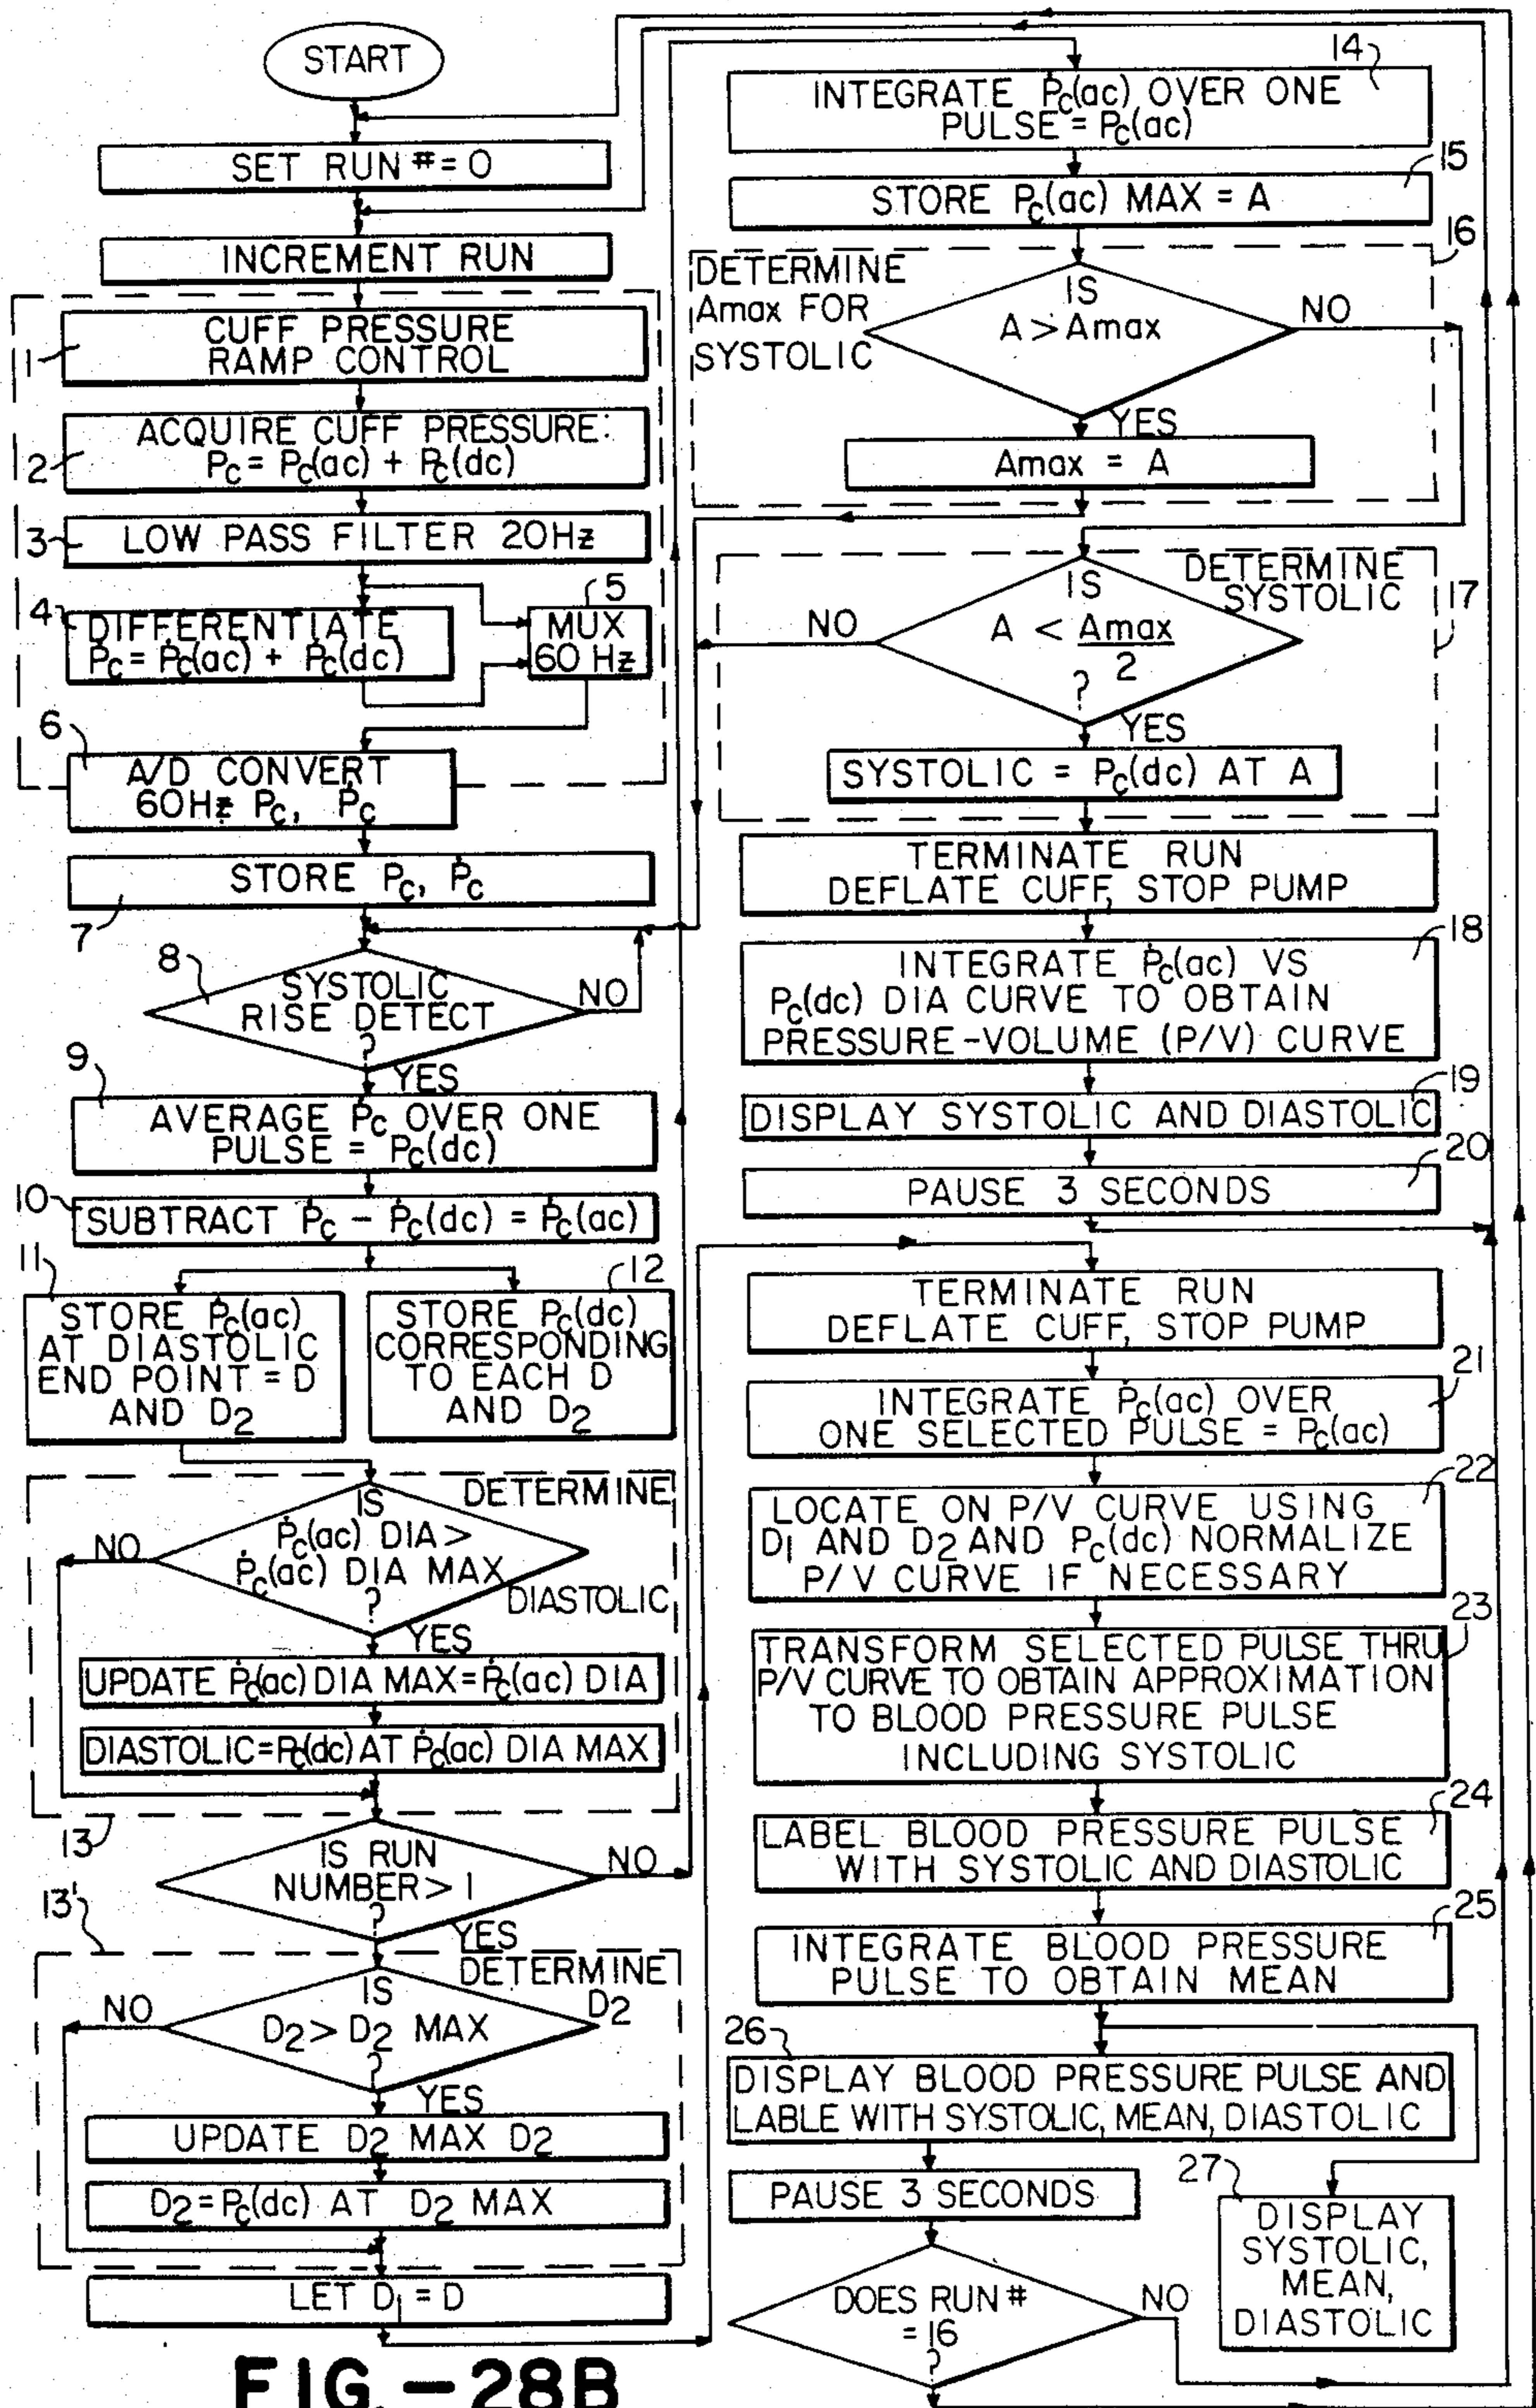 START
SET RUN # = 0
INCREMENT RUN
1
CUFF PRESSURE
RAMP CONTROL
2
ACQUIRE CUFF PRESSURE:
PC = PC(ac) + PC(dc)
3
LOW PASS FILTER 20Hz
4
DIFFERENTIATE
ṖC = ṖC(ac) + ṖC(dc)
5
MUX
60 Hz
6
A/D CONVERT
60Hz PC, ṖC
STORE PC, ṖC
7
8
SYSTOLIC
RISE DETECT
?
NO
YES
9
AVERAGE ṖC OVER ONE
PULSE = ṖC(dc)
10
SUBTRACT ṖC - ṖC(dc) = ṖC(ac)
11
STORE ṖC(ac)
AT DIASTOLIC
END POINT = D
AND D2
12
STORE PC(dc)
CORRESPONDING
TO EACH D
AND D2
DETERMINE
DIASTOLIC
IS
ṖC(ac) DIA >
ṖC(ac) DIA MAX
?
NO
YES
UPDATE ṖC(ac) DIA MAX=ṖC(ac) DIA
DIASTOLIC=PC(dc) AT ṖC(ac) DIA MAX
13
IS RUN
NUMBER > 1
?
NO
YES
13'
DETERMINE
D2
IS
D2 > D2 MAX
?
NO
YES
UPDATE D2 MAX D2
D2=PC(dc) AT D2 MAX
LET D1 = D
FIG.-28B
14
INTEGRATE ṖC(ac) OVER ONE
PULSE = PC(ac)
15
STORE PC(ac) MAX = A
16
DETERMINE
Amax FOR
SYSTOLIC
IS
A > Amax
NO
YES
Amax = A
DETERMINE
SYSTOLIC
17
IS
A < Amax
2
?
NO
YES
SYSTOLIC = PC(dc) AT A
TERMINATE RUN
DEFLATE CUFF, STOP PUMP
18
INTEGRATE ṖC(ac) VS
PC(dc) DIA CURVE TO OBTAIN
PRESSURE-VOLUME (P/V) CURVE
19
DISPLAY SYSTOLIC AND DIASTOLIC
20
PAUSE 3 SECONDS
TERMINATE RUN
DEFLATE CUFF, STOP PUMP
21
INTEGRATE ṖC(ac) OVER
ONE SELECTED PULSE = PC(ac)
22
LOCATE ON P/V CURVE USING
D1 AND D2 AND PC(dc) NORMALIZE
P/V CURVE IF NECESSARY
23
TRANSFORM SELECTED PULSE THRU
P/V CURVE TO OBTAIN APPROXIMATION
TO BLOOD PRESSURE PULSE
INCLUDING SYSTOLIC
24
LABEL BLOOD PRESSURE PULSE
WITH SYSTOLIC AND DIASTOLIC
25
INTEGRATE BLOOD PRESSURE
PULSE TO OBTAIN MEAN
26
DISPLAY BLOOD PRESSURE PULSE AND
LABLE WITH SYSTOLIC, MEAN, DIASTOLIC
PAUSE 3 SECONDS
27
DISPLAY
SYSTOLIC,
MEAN,
DIASTOLIC
DOES RUN #
= 16
?
NO